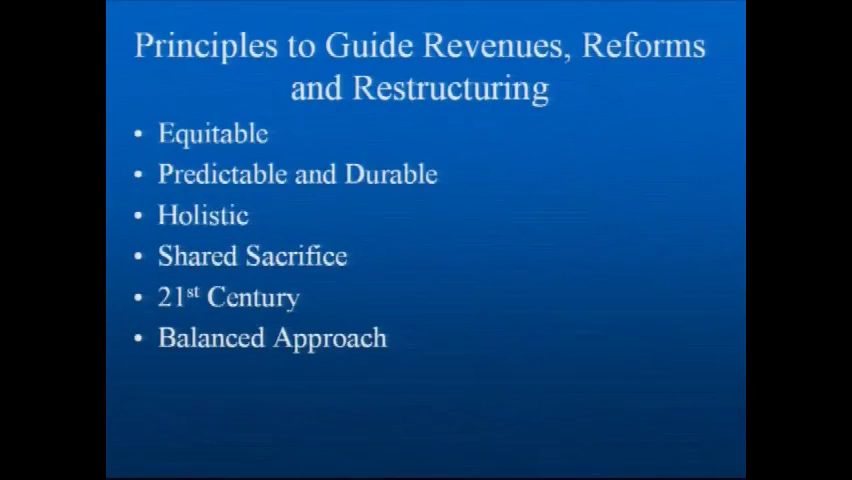 Principles to Guide Revenues, Reforms
and Restructuring
• Equitable
• Predictable and Durable
• Holistic
• Shared Sacrifice
• 21st Century
• Balanced Approach